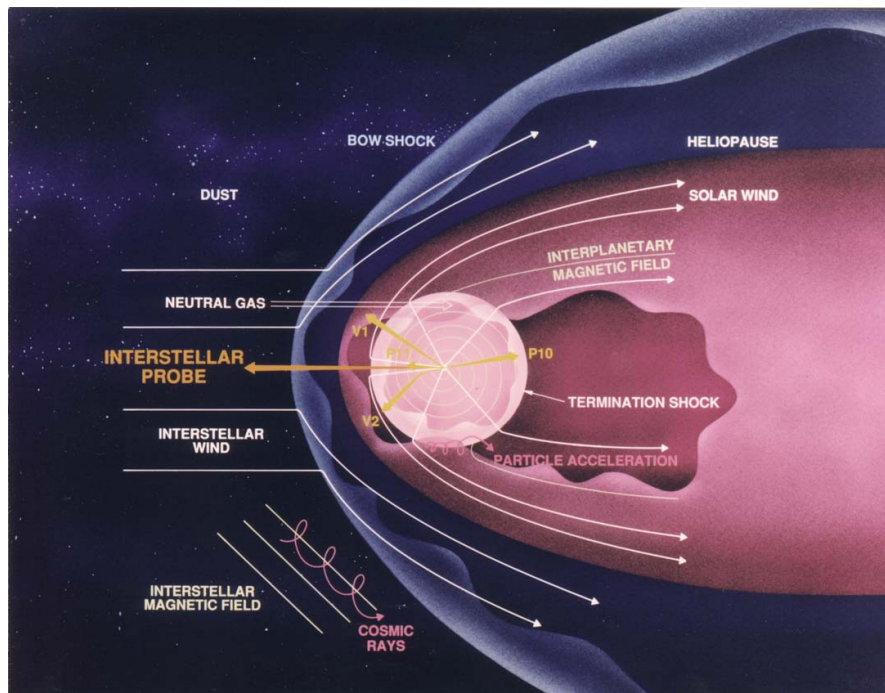 BOW SHOCK
HELIOPAUSE
DUST
SOLAR WIND
INTERPLANETARY
MAGNETIC FIELD
NEUTRAL GAS
V1
P11
P10
INTERSTELLAR
PROBE
TERMINATION SHOCK
V2
INTERSTELLAR
WIND
PARTICLE ACCELERATION
INTERSTELLAR
MAGNETIC FIELD
COSMIC
RAYS